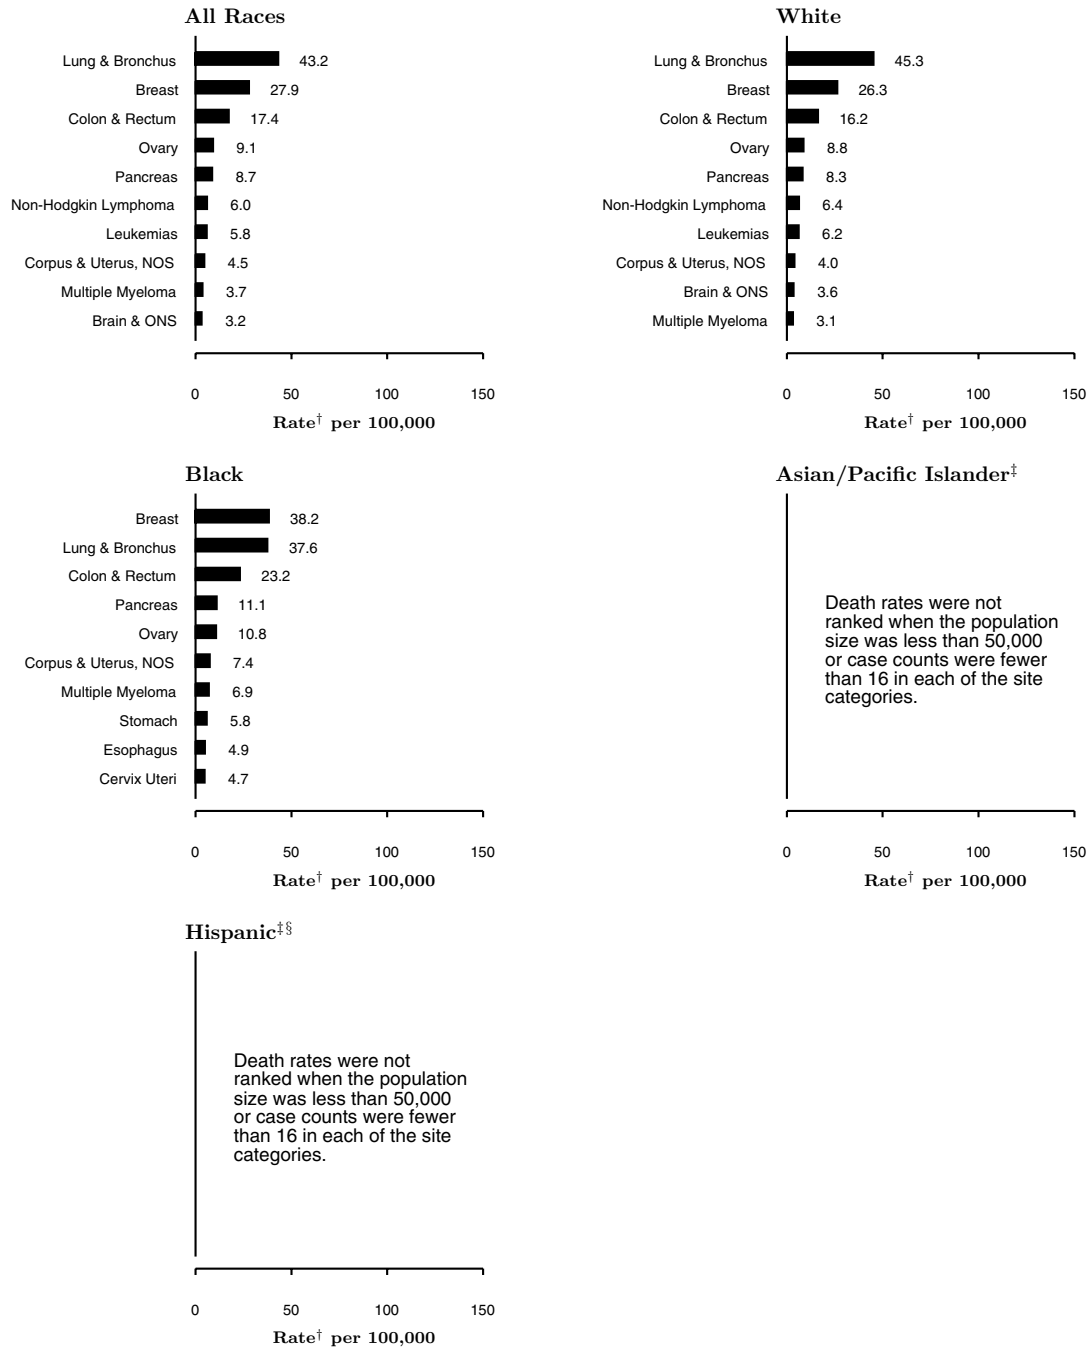 All Races
Lung & Bronchus 43.2
Breast 27.9
Colon & Rectum 17.4
Ovary 9.1
Pancreas 8.7
Non-Hodgkin Lymphoma 6.0
Leukemias 5.8
Corpus & Uterus, NOS 4.5
Multiple Myeloma 3.7
Brain & ONS 3.2
0 50 100 150
Rate† per 100,000
White
Lung & Bronchus 45.3
Breast 26.3
Colon & Rectum 16.2
Ovary 8.8
Pancreas 8.3
Non-Hodgkin Lymphoma 6.4
Leukemias 6.2
Corpus & Uterus, NOS 4.0
Brain & ONS 3.6
Multiple Myeloma 3.1
0 50 100 150
Rate† per 100,000
Black
Breast 38.2
Lung & Bronchus 37.6
Colon & Rectum 23.2
Pancreas 11.1
Ovary 10.8
Corpus & Uterus, NOS 7.4
Multiple Myeloma 6.9
Stomach 5.8
Esophagus 4.9
Cervix Uteri 4.7
0 50 100 150
Rate† per 100,000
Asian/Pacific Islander‡
Death rates were not
ranked when the population
size was less than 50,000
or case counts were fewer
than 16 in each of the site
categories.
0 50 100 150
Rate† per 100,000
Hispanic‡§
Death rates were not
ranked when the population
size was less than 50,000
or case counts were fewer
than 16 in each of the site
categories.
0 50 100 150
Rate† per 100,000